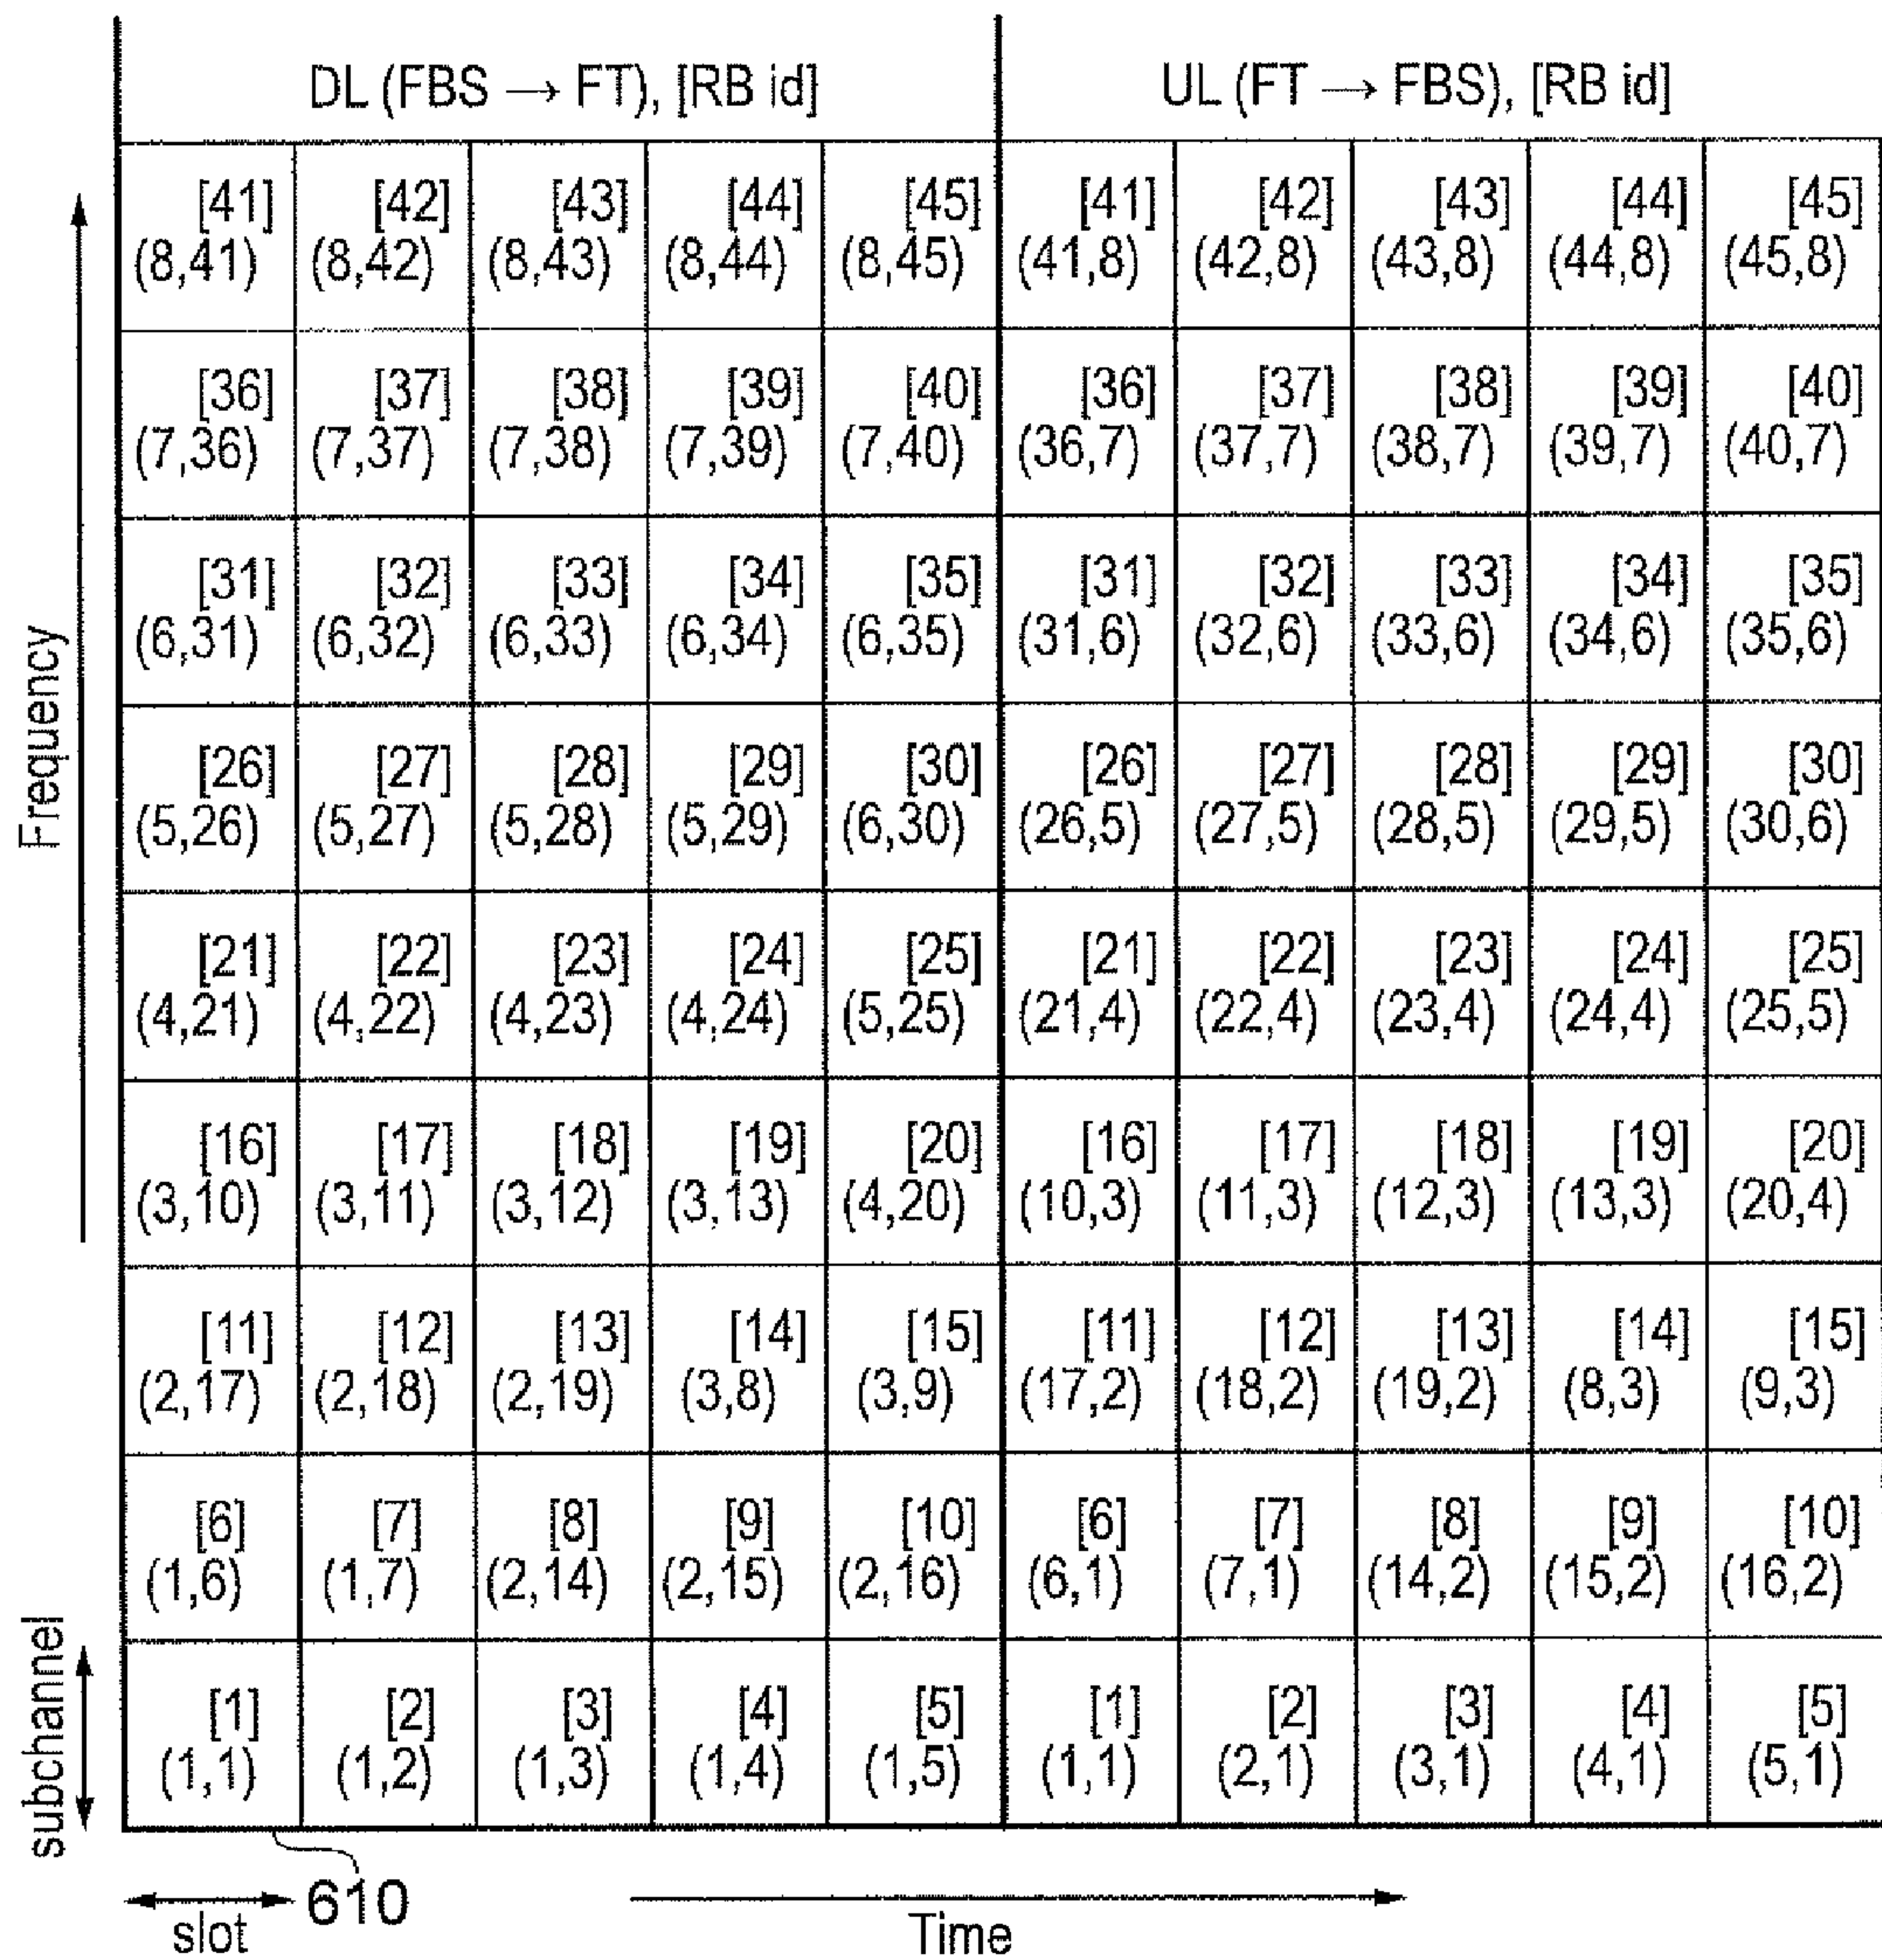 DL (FBS → FT), [RB id] UL (FT → FBS), [RB id]
[41] [42] [43] [44] [45] [41] [42] [43] [44] [45]
(8,41) (8,42) (8,43) (8,44) (8,45) (41,8) (42,8) (43,8) (44,8) (45,8)
[36] [37] [38] [39] [40] [36] [37] [38] [39] [40]
(7,36) (7,37) (7,38) (7,39) (7,40) (36,7) (37,7) (38,7) (39,7) (40,7)
[31] [32] [33] [34] [35] [31] [32] [33] [34] [35]
(6,31) (6,32) (6,33) (6,34) (6,35) (31,6) (32,6) (33,6) (34,6) (35,6)
[26] [27] [28] [29] [30] [26] [27] [28] [29] [30]
(5,26) (5,27) (5,28) (5,29) (6,30) (26,5) (27,5) (28,5) (29,5) (30,6)
[21] [22] [23] [24] [25] [21] [22] [23] [24] [25]
(4,21) (4,22) (4,23) (4,24) (5,25) (21,4) (22,4) (23,4) (24,4) (25,5)
[16] [17] [18] [19] [20] [16] [17] [18] [19] [20]
(3,10) (3,11) (3,12) (3,13) (4,20) (10,3) (11,3) (12,3) (13,3) (20,4)
[11] [12] [13] [14] [15] [11] [12] [13] [14] [15]
(2,17) (2,18) (2,19) (3,8) (3,9) (17,2) (18,2) (19,2) (8,3) (9,3)
[6] [7] [8] [9] [10] [6] [7] [8] [9] [10]
(1,6) (1,7) (2,14) (2,15) (2,16) (6,1) (7,1) (14,2) (15,2) (16,2)
[1] [2] [3] [4] [5] [1] [2] [3] [4] [5]
(1,1) (1,2) (1,3) (1,4) (1,5) (1,1) (2,1) (3,1) (4,1) (5,1)
Frequency
subchannel
610
slot
Time